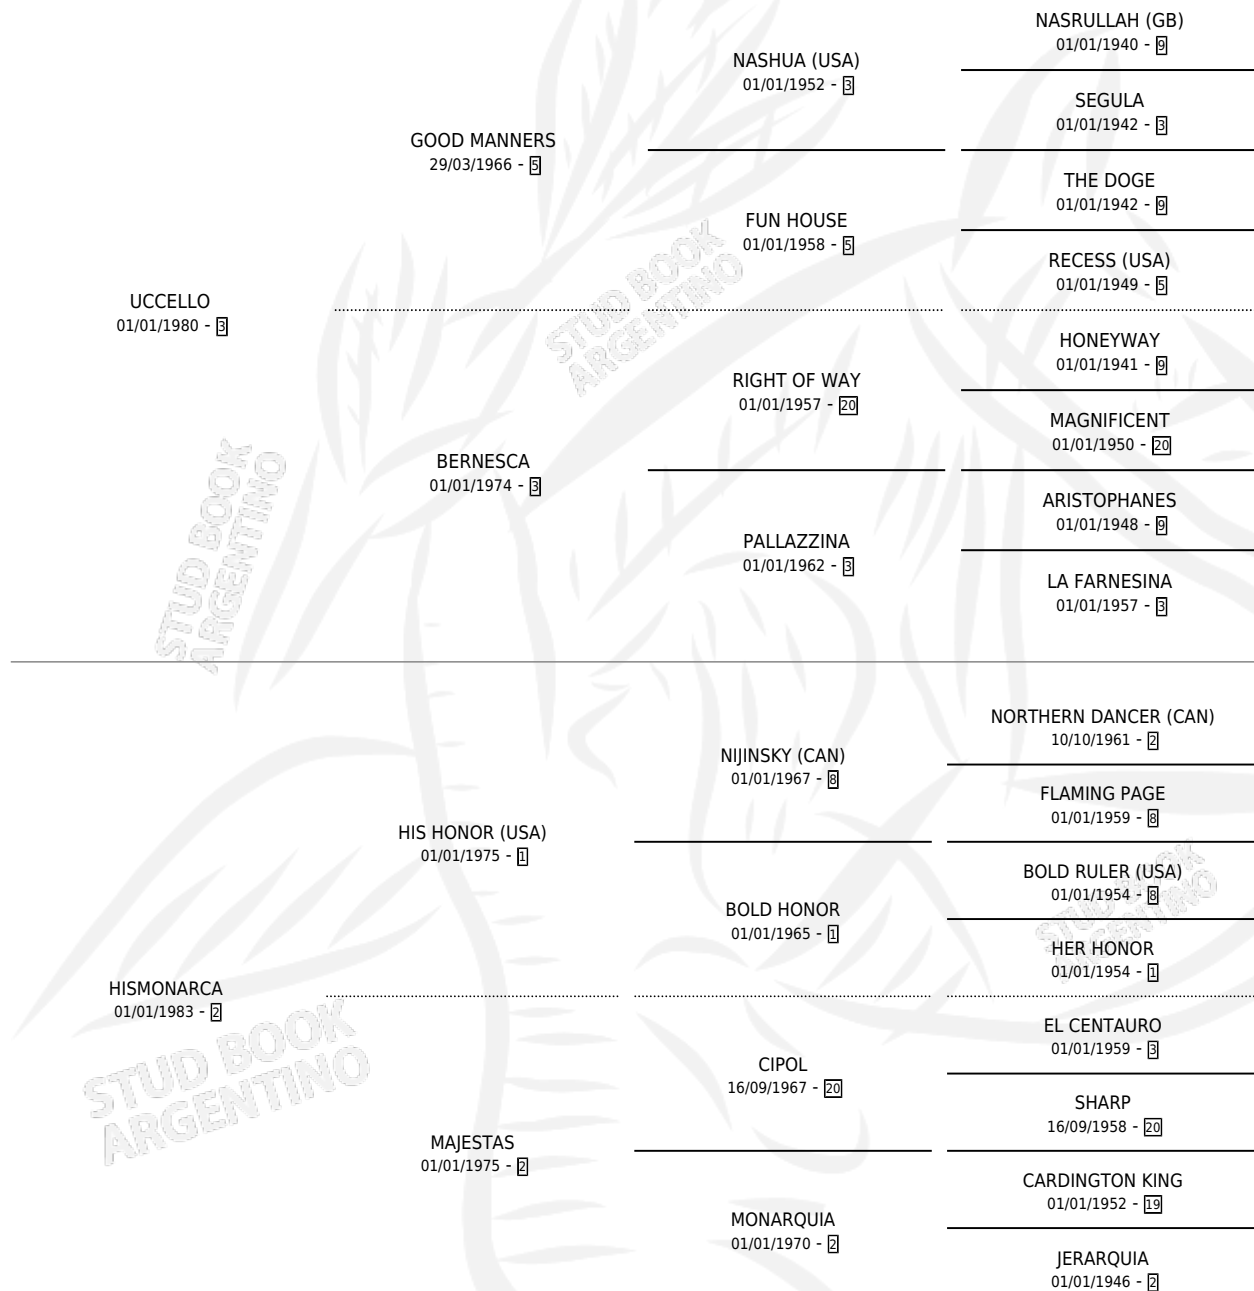 NASRULLAH (GB)
01/01/1940 - 9
NASHUA (USA)
01/01/1952 - 3
SEGULA
01/01/1942 - 3
GOOD MANNERS
29/03/1966 - 5
THE DOGE
01/01/1942 - 9
FUN HOUSE
01/01/1958 - 5
RECESS (USA)
01/01/1949 - 5
UCCELLO
01/01/1980 - 3
HONEYWAY
01/01/1941 - 9
RIGHT OF WAY
01/01/1957 - 20
MAGNIFICENT
01/01/1950 - 20
BERNESCA
01/01/1974 - 3
ARISTOPHANES
01/01/1948 - 9
PALLAZZINA
01/01/1962 - 3
LA FARNESINA
01/01/1957 - 3
NORTHERN DANCER (CAN)
10/10/1961 - 2
NIJINSKY (CAN)
01/01/1967 - 8
FLAMING PAGE
01/01/1959 - 8
HIS HONOR (USA)
01/01/1975 - 1
BOLD RULER (USA)
01/01/1954 - 8
BOLD HONOR
01/01/1965 - 1
HER HONOR
01/01/1954 - 1
HISMONARCA
01/01/1983 - 2
EL CENTAURO
01/01/1959 - 3
CIPOL
16/09/1967 - 20
SHARP
16/09/1958 - 20
MAJESTAS
01/01/1975 - 2
CARDINGTON KING
01/01/1952 - 19
MONARQUIA
01/01/1970 - 2
JERARQUIA
01/01/1946 - 2
STUD BOOK
ARGENTINO
STUD BOOK
ARGENTINO
STUD BOOK
ARGENTINO
STUD BOOK
ARGENTINO